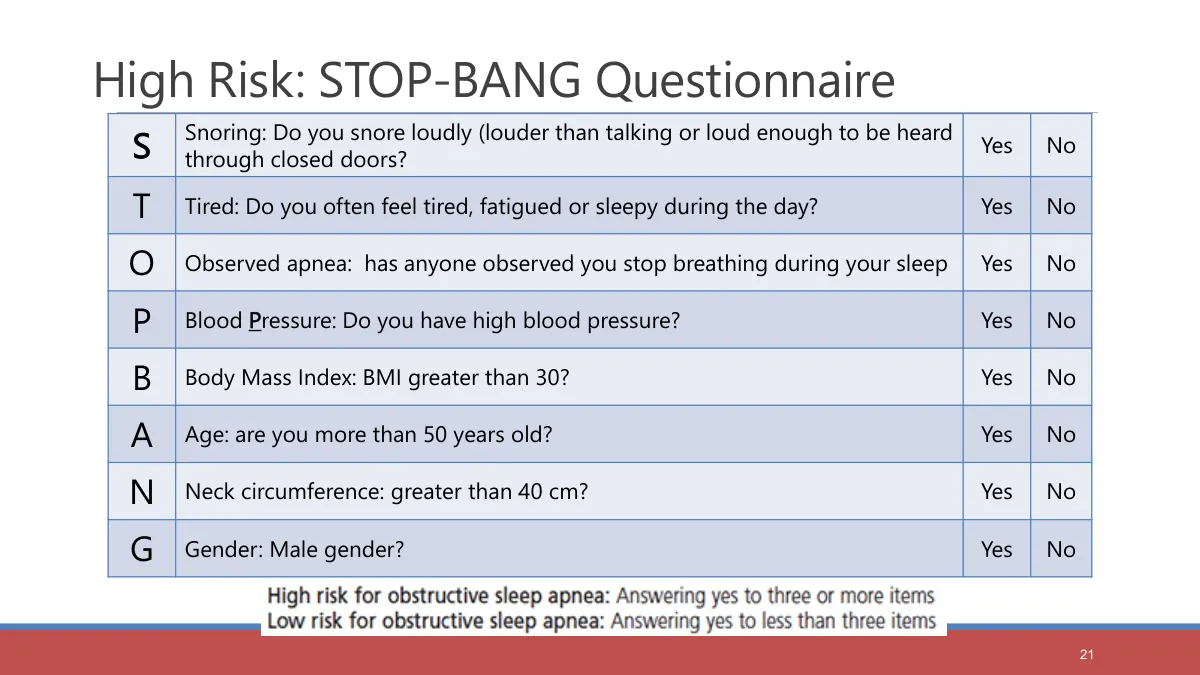 High Risk: STOP-BANG Questionnaire
S Snoring: Do you snore loudly (louder than talking or loud enough to be heard
through closed doors? Yes No
T Tired: Do you often feel tired, fatigued or sleepy during the day? Yes No
O Observed apnea:  has anyone observed you stop breathing during your sleep Yes No
P Blood Pressure: Do you have high blood pressure? Yes No
B Body Mass Index: BMI greater than 30? Yes No
A Age: are you more than 50 years old? Yes No
N Neck circumference: greater than 40 cm? Yes No
G Gender: Male gender? Yes No
High risk for obstructive sleep apnea: Answering yes to three or more items
Low risk for obstructive sleep apnea: Answering yes to less than three items
21